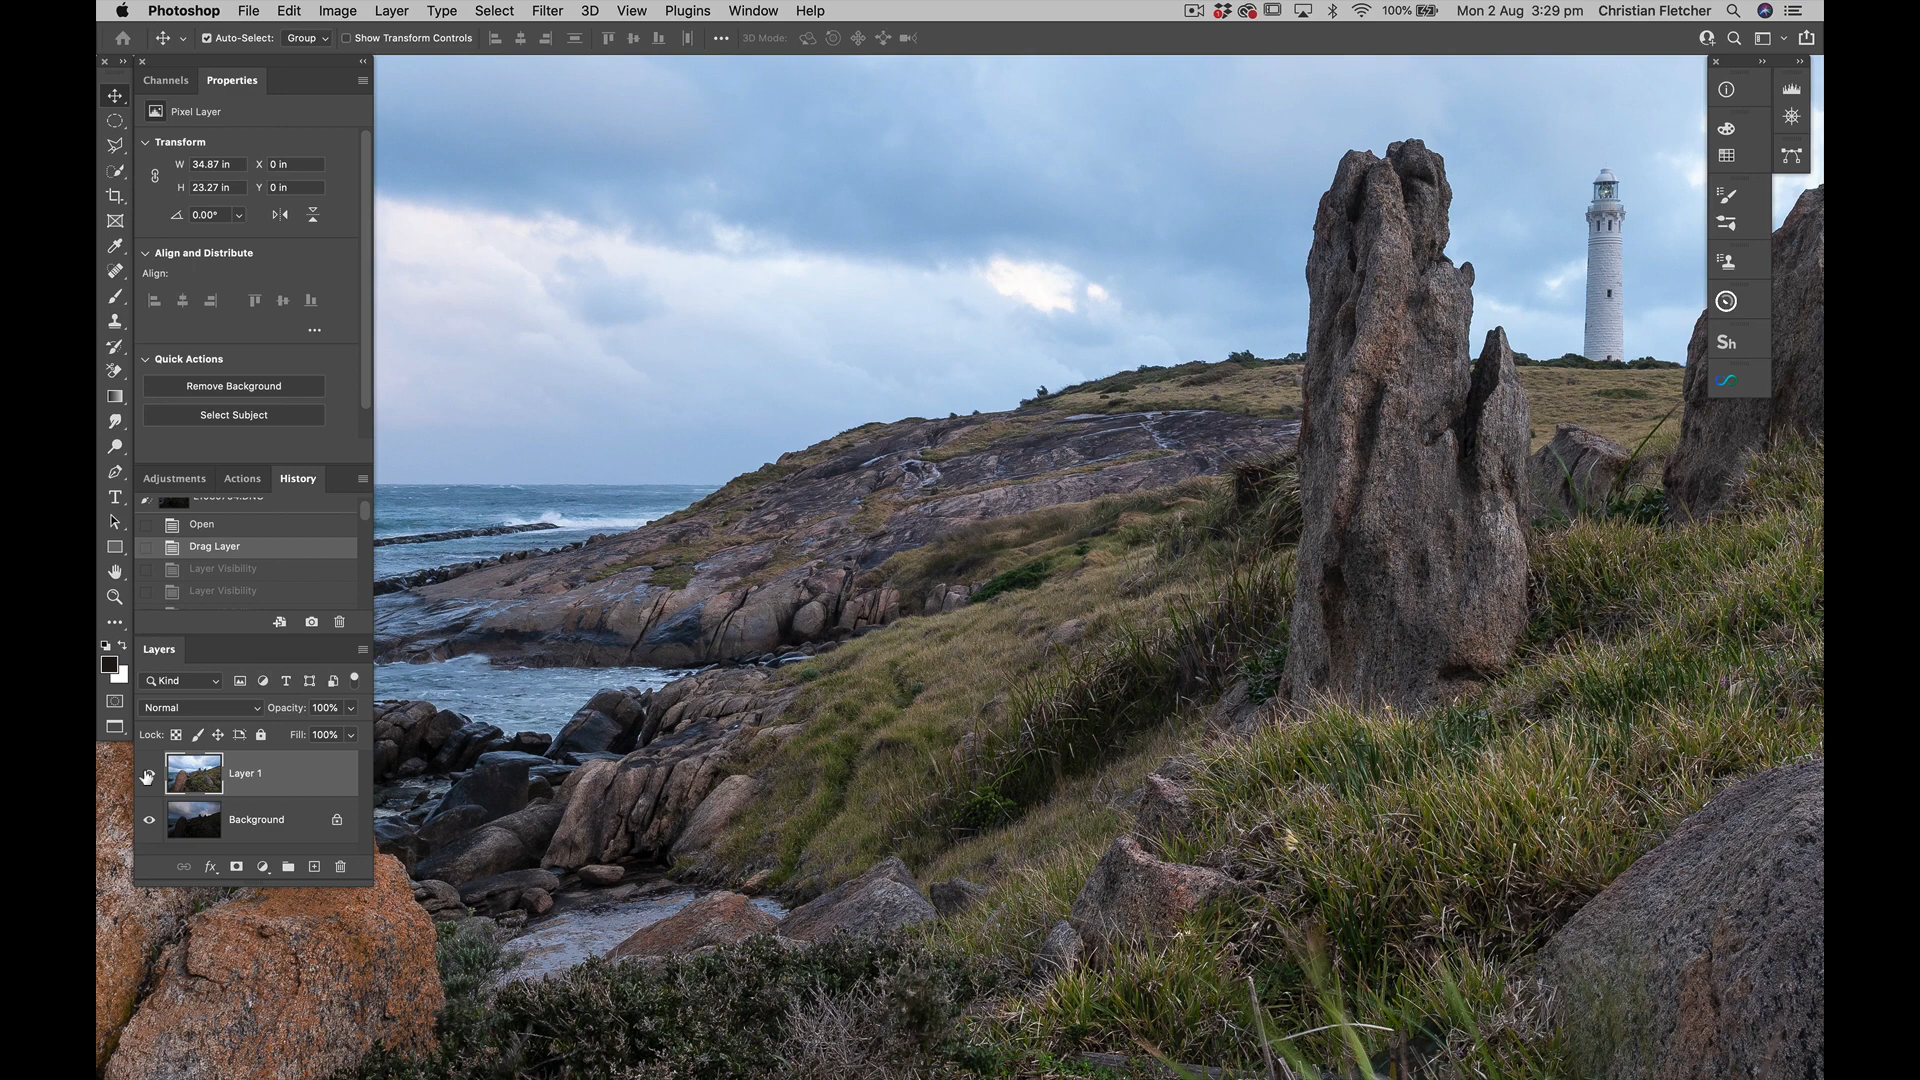 Photoshop File Edit Image Layer Type Select Filter 3D View Plugins Window Help 100% Mon 2 Aug 3:29 pm Christian Fletcher
Auto-Select: Group Show Transform Controls 3D Mode:
Channels Properties
Pixel Layer
Transform
W 34.87 in X 0 in
H 23.27 in Y 0 in
0.00°
Align and Distribute
Align:
Quick Actions
Remove Background
Select Subject
Adjustments Actions History
Open
Drag Layer
Layer Visibility
Layer Visibility
Layers
Kind
Normal Opacity: 100%
Lock: Fill: 100%
Layer 1
Background
fx
Sh